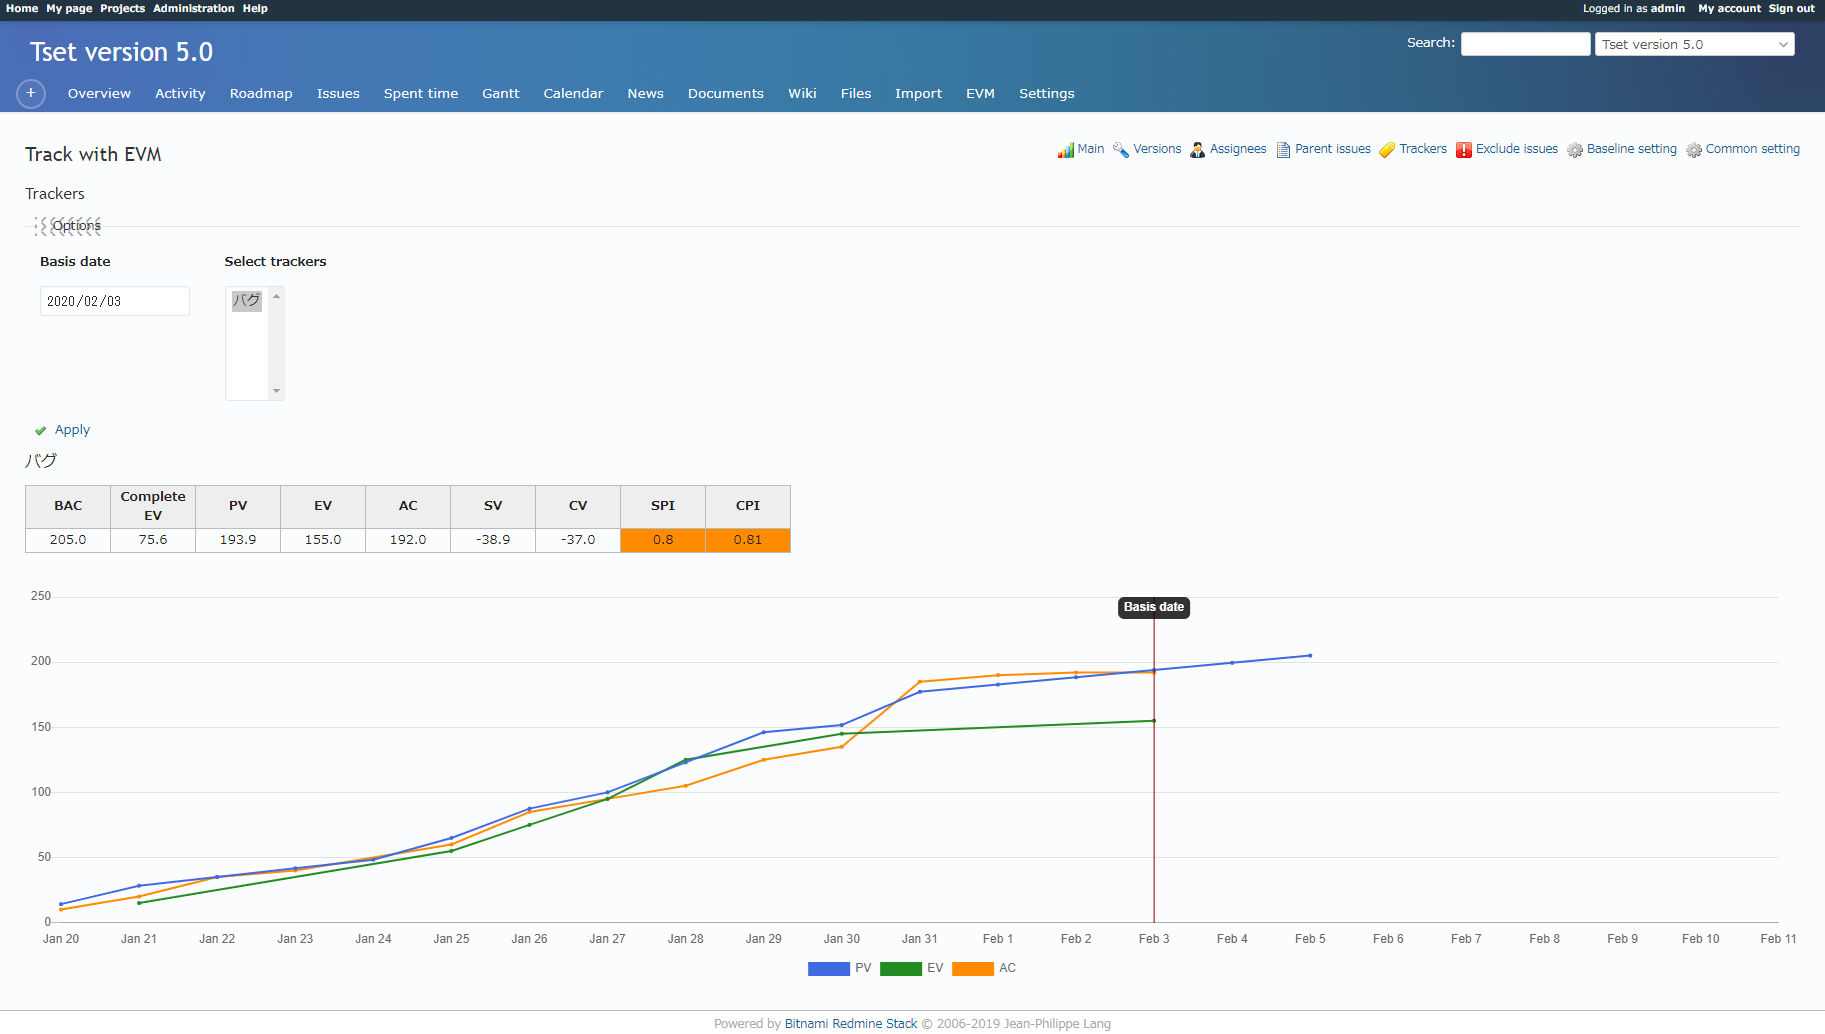 Home My page Projects Administration Help Logged in as admin My account Sign out
Tset version 5.0 Search: Tset version 5.0
+ Overview Activity Roadmap Issues Spent time Gantt Calendar News Documents Wiki Files Import EVM Settings
Track with EVM Main Versions Assignees Parent issues Trackers Exclude issues Baseline setting Common setting
Trackers
Options
Basis date Select trackers
2020/02/03 バグ
Apply
バグ
BAC Complete EV PV EV AC SV CV SPI CPI
205.0 75.6 193.9 155.0 192.0 -38.9 -37.0 0.8 0.81
250
Basis date
200
150
100
50
0
Jan 20 Jan 21 Jan 22 Jan 23 Jan 24 Jan 25 Jan 26 Jan 27 Jan 28 Jan 29 Jan 30 Jan 31 Feb 1 Feb 2 Feb 3 Feb 4 Feb 5 Feb 6 Feb 7 Feb 8 Feb 9 Feb 10 Feb 11
PV EV AC
Powered by Bitnami Redmine Stack © 2006-2019 Jean-Philippe Lang